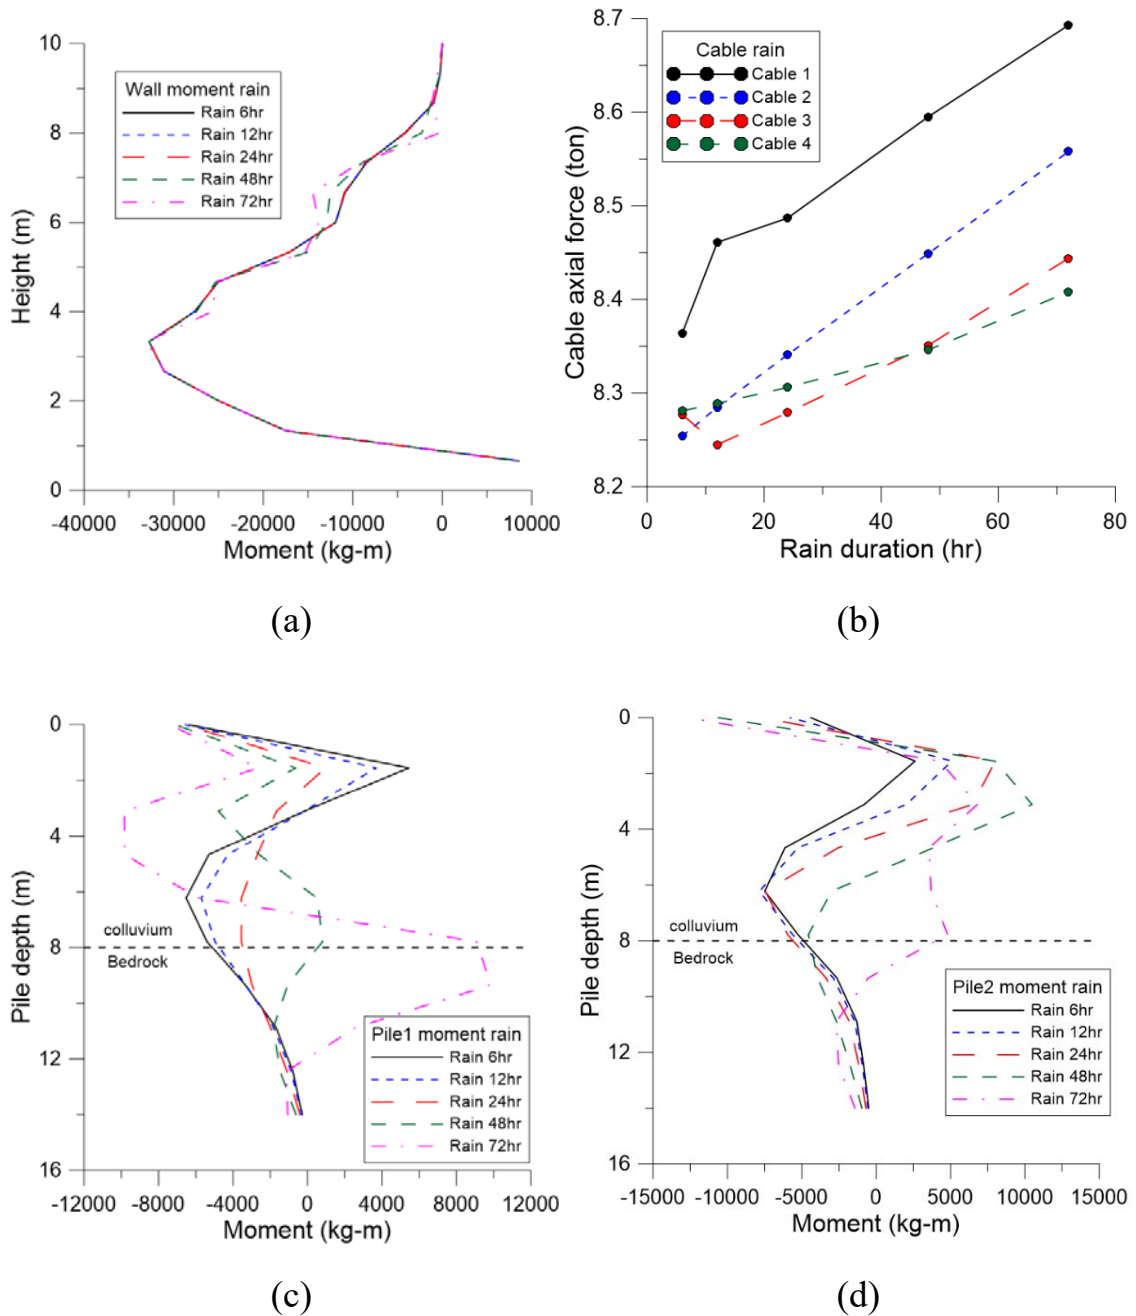 10
8
6
4
2
0
Height (m)
Wall moment rain
Rain 6hr
Rain 12hr
Rain 24hr
Rain 48hr
Rain 72hr
-40000 -30000 -20000 -10000 0 10000
Moment (kg-m)
(a)
8.7
8.6
8.5
8.4
8.3
8.2
Cable axial force (ton)
Cable rain
Cable 1
Cable 2
Cable 3
Cable 4
0 20 40 60 80
Rain duration (hr)
(b)
0
4
8
12
16
Pile depth (m)
colluvium
Bedrock
Pile1 moment rain
Rain 6hr
Rain 12hr
Rain 24hr
Rain 48hr
Rain 72hr
-12000 -8000 -4000 0 4000 8000 12000
Moment (kg-m)
(c)
0
4
8
12
16
Pile depth (m)
colluvium
Bedrock
Pile2 moment rain
Rain 6hr
Rain 12hr
Rain 24hr
Rain 48hr
Rain 72hr
-15000 -10000 -5000 0 5000 10000 15000
Moment (kg-m)
(d)